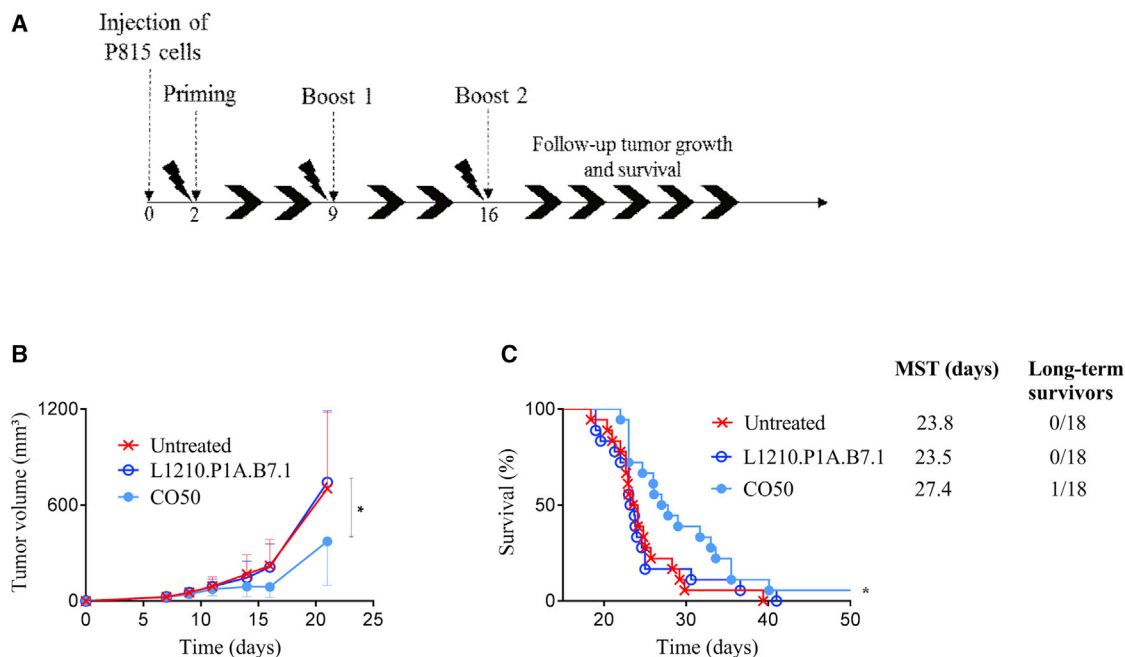 A
Injection of
P815 cells
Priming
Boost 1
Boost 2
Follow-up tumor growth
and survival
0
2
9
16
B
Tumor volume (mm³)
1200
600
0
Untreated
L1210.P1A.B7.1
CO50
*
0
5
10
15
20
25
Time (days)
C
Survival (%)
100
50
0
MST (days)
Long-term
survivors
Untreated
23.8
0/18
L1210.P1A.B7.1
23.5
0/18
CO50
27.4
1/18
*
20
30
40
50
Time (days)